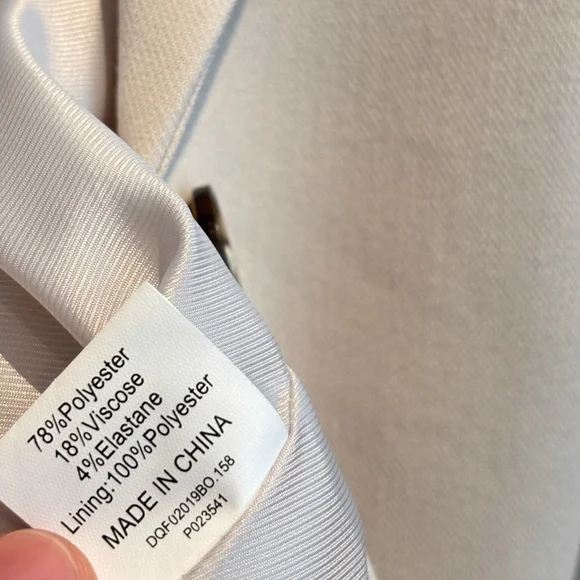 78%Polyester
18%Viscose
4%Elastane
Lining:100%Polyester
MADE IN CHINA
DQF02019BO.158
P023541